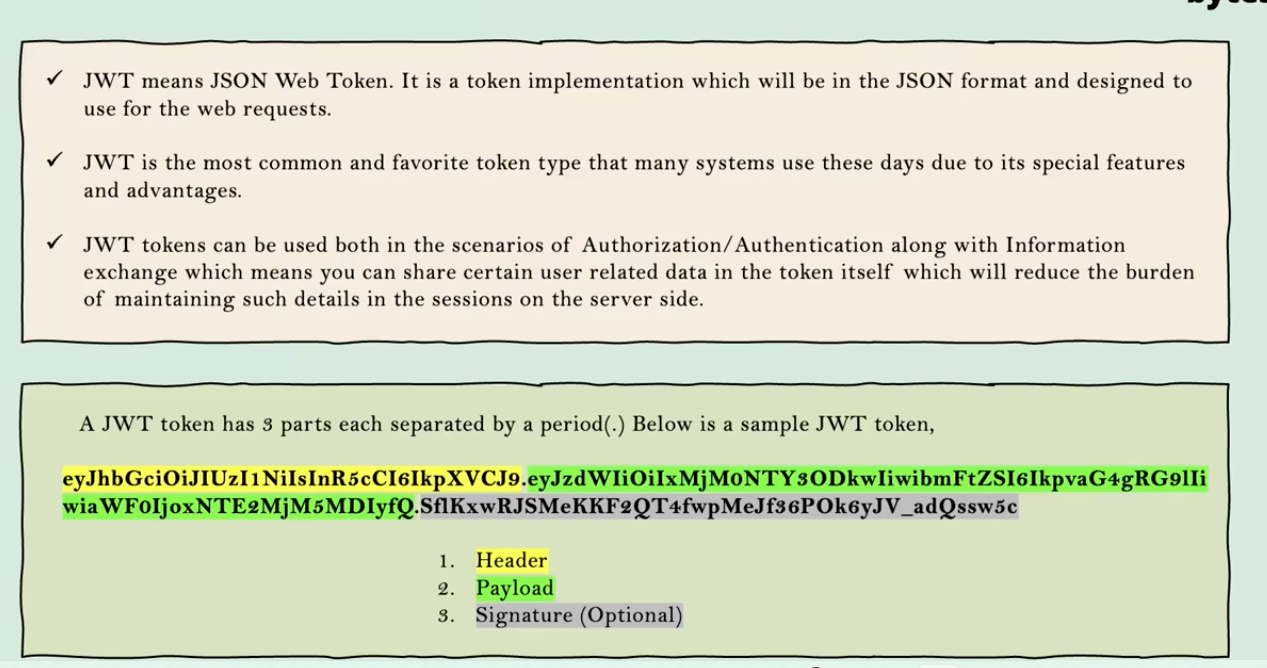 ✓ JWT means JSON Web Token. It is a token implementation which will be in the JSON format and designed to
use for the web requests.
✓ JWT is the most common and favorite token type that many systems use these days due to its special features
and advantages.
✓ JWT tokens can be used both in the scenarios of Authorization/Authentication along with Information
exchange which means you can share certain user related data in the token itself which will reduce the burden
of maintaining such details in the sessions on the server side.
A JWT token has 3 parts each separated by a period(.) Below is a sample JWT token,
eyJhbGciOiJIUzI1NiIsInR5cCI6IkpXVCJ9.eyJzdWIiOiIxMjM0NTY3ODkwIiwibmFtZSI6IkpvaG4gRG9lIi
wiaWF0IjoxNTE2MjM5MDIyfQ.SflKxwRJSMeKKF2QT4fwpMeJf36POk6yJV_adQssw5c
1. Header
2. Payload
3. Signature (Optional)